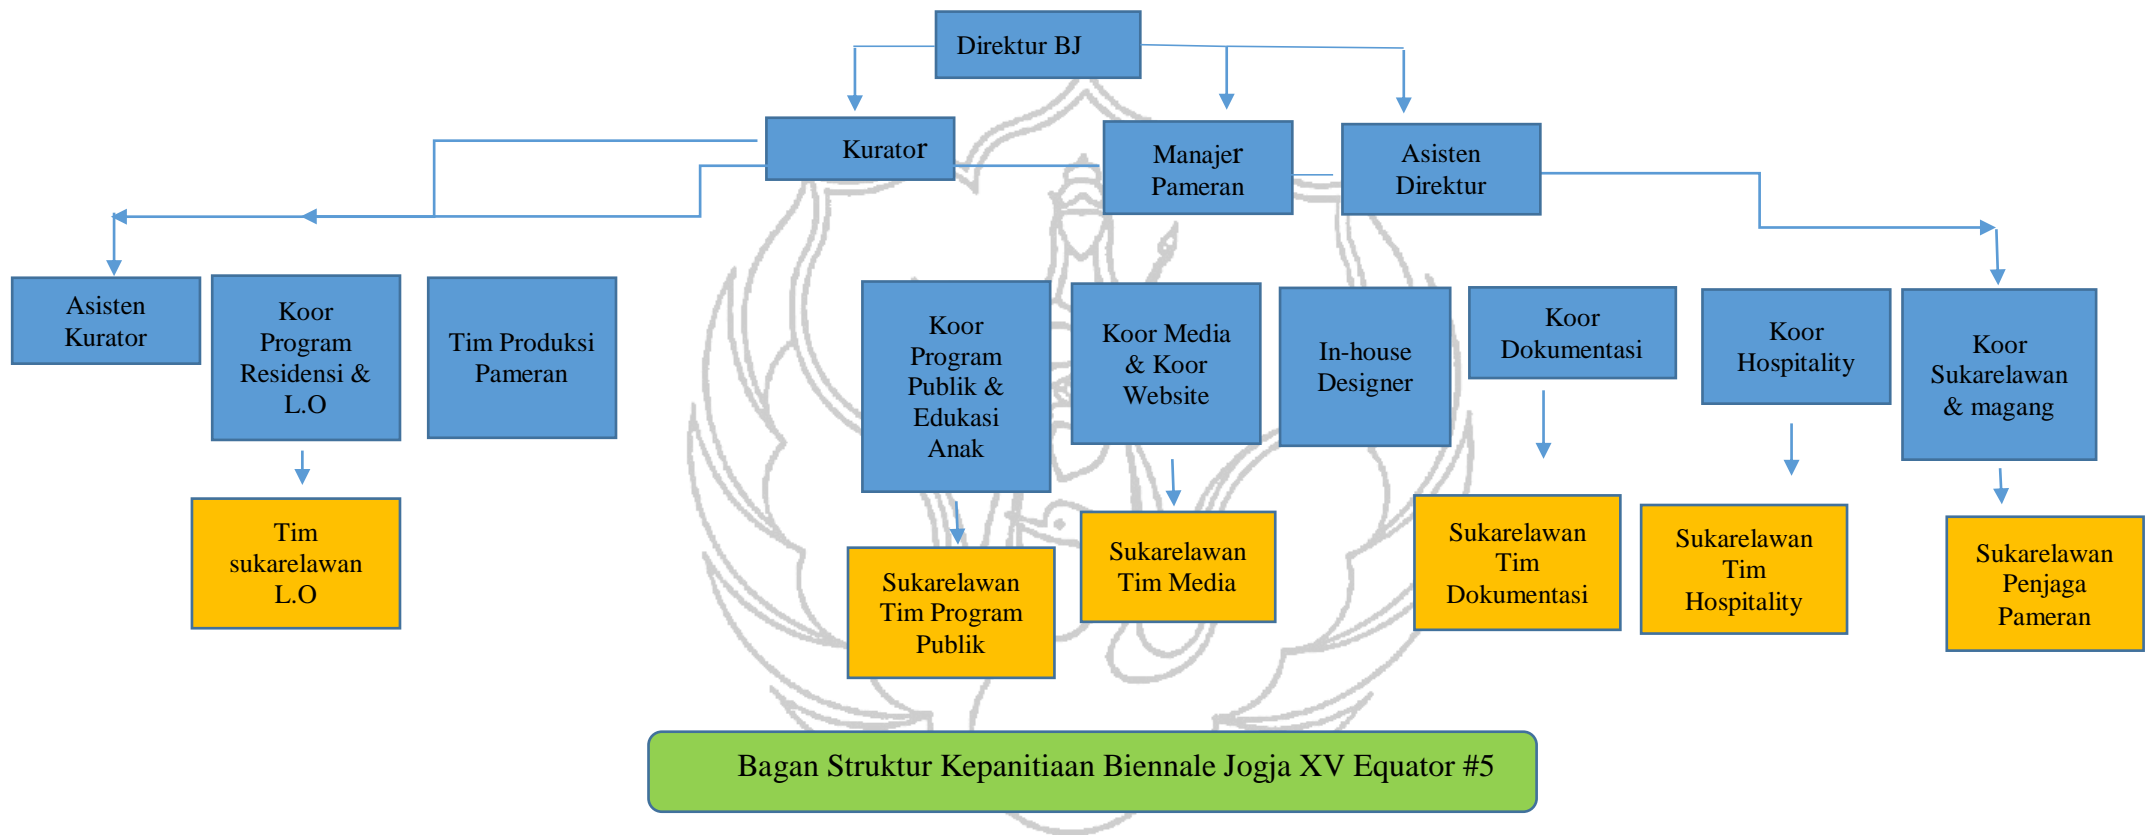 Direktur BJ
Kurator
Manajer
Pameran
Asisten
Direktur
Asisten
Kurator
Koor
Program
Residensi &
L.O
Tim Produksi
Pameran
Koor
Program
Publik &
Edukasi
Anak
Koor Media
& Koor
Website
In-house
Designer
Koor
Dokumentasi
Koor
Hospitality
Koor
Sukarelawan
& magang
Tim
sukarelawan
L.O
Sukarelawan
Tim Program
Publik
Sukarelawan
Tim Media
Sukarelawan
Tim
Dokumentasi
Sukarelawan
Tim
Hospitality
Sukarelawan
Penjaga
Pameran
Bagan Struktur Kepanitiaan Biennale Jogja XV Equator #5